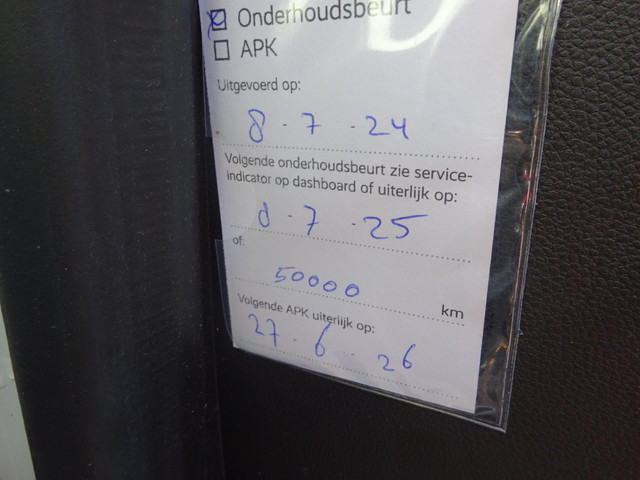 Onderhoudsbeurt
APK
Uitgevoerd op:
8-7-24
Volgende onderhoudsbeurt zie service-
indicator op dashboard of uiterlijk op:
8-7-25
of:
50000 km
Volgende APK uiterlijk op:
27-6-26